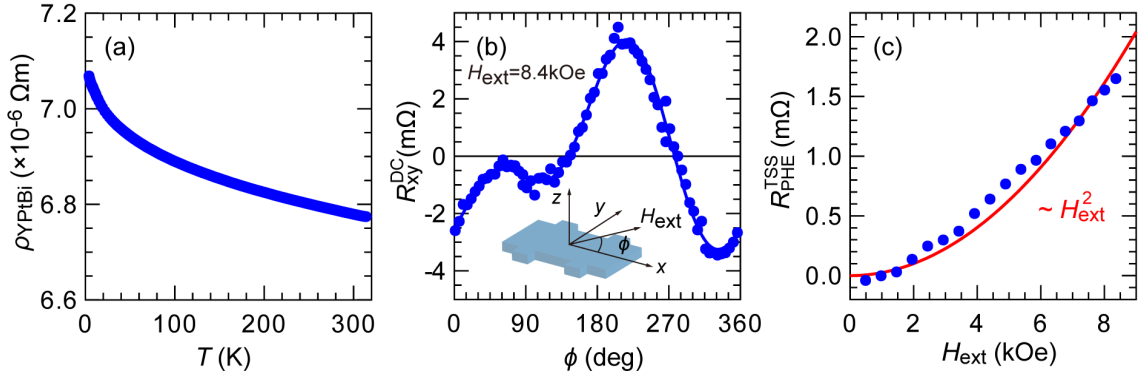 (a)
7.2
7.0
6.8
6.6
ρYPtBi (×10⁻⁶ Ωm)
0 100 200 300
T (K)
(b)
Hext=8.4kOe
4
2
0
-2
-4
RxyDC (mΩ)
z
y
Hext
ϕ
x
0 90 180 270 360
ϕ (deg)
(c)
2.0
1.5
1.0
0.5
0.0
RPHETSS (mΩ)
~ Hext2
0 2 4 6 8
Hext (kOe)